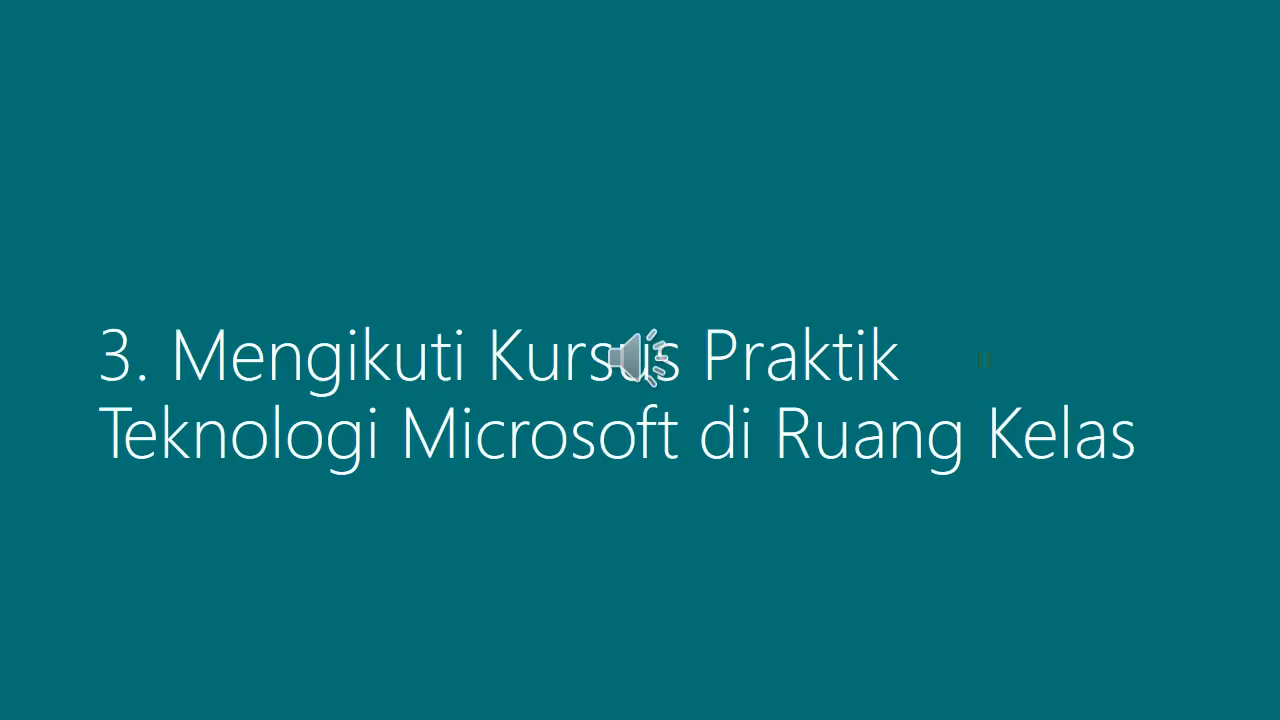 3. Mengikuti Kursus Praktik
Teknologi Microsoft di Ruang Kelas